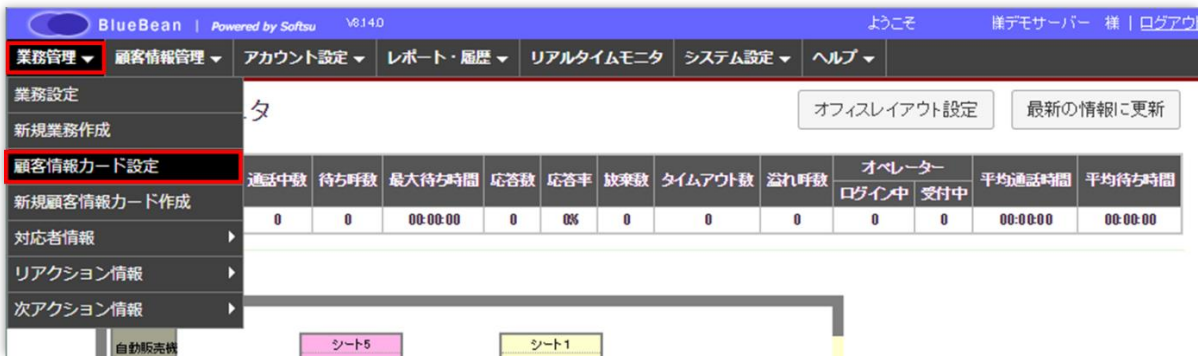 BlueBean | Powered by Softsu V8.14.0 ようこそ 様デモサーバー 様 | ログアウト
業務管理 顧客情報管理 アカウント設定 レポート・履歴 リアルタイムモニタ システム設定 ヘルプ
業務設定
新規業務作成
顧客情報カード設定
新規顧客情報カード作成
対応者情報
リアクション情報
次アクション情報
タ オフィスレイアウト設定 最新の情報に更新
通話中数 待ち呼数 最大待ち時間 応答数 応答率 放棄数 タイムアウト数 溢れ呼数 オペレーター 平均通話時間 平均待ち時間
ログイン中 受付中
0 0 00:00:00 0 0% 0 0 0 0 0 00:00:00 00:00:00
自動販売機 シート5 シート1